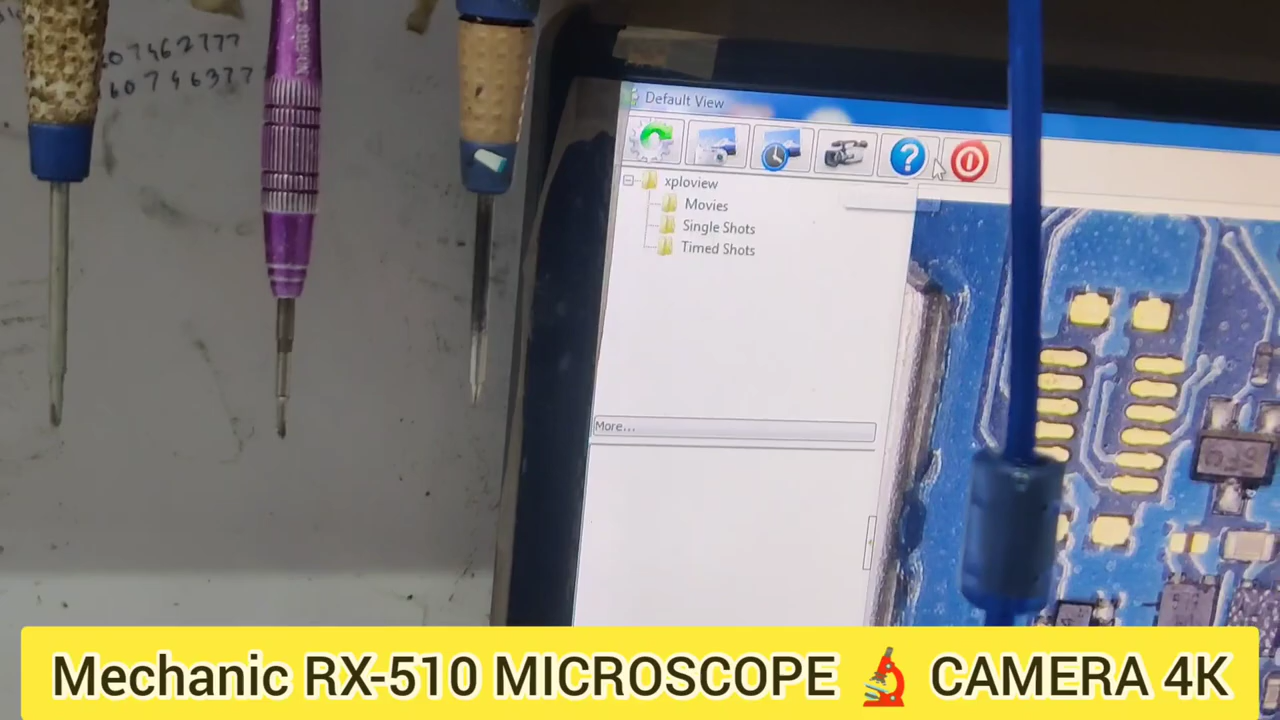 Default View
xploview
Movies
Single Shots
Timed Shots
More...
Mechanic RX-510 MICROSCOPE 🔬 CAMERA 4K